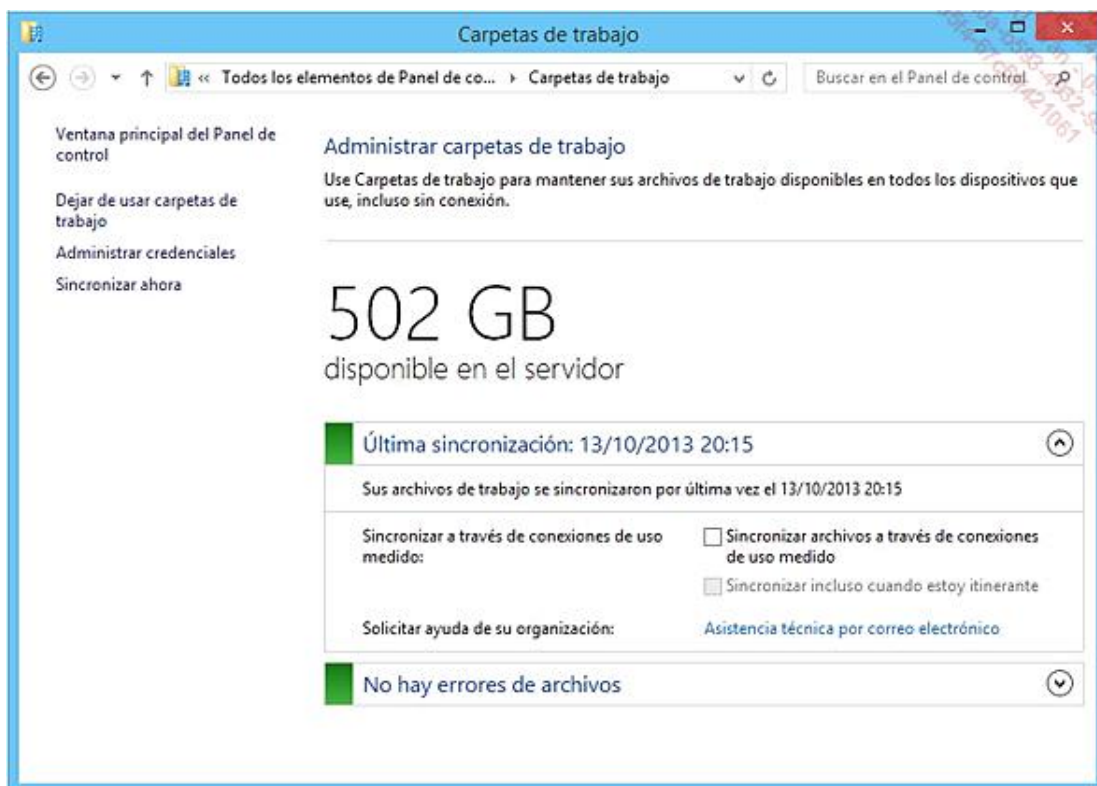 Carpetas de trabajo
« Todos los elementos de Panel de co... Carpetas de trabajo
Buscar en el Panel de control
Ventana principal del Panel de
control
Dejar de usar carpetas de
trabajo
Administrar credenciales
Sincronizar ahora
Administrar carpetas de trabajo
Use Carpetas de trabajo para mantener sus archivos de trabajo disponibles en todos los dispositivos que
use, incluso sin conexión.
502 GB
disponible en el servidor
Última sincronización: 13/10/2013 20:15
Sus archivos de trabajo se sincronizaron por última vez el 13/10/2013 20:15
Sincronizar a través de conexiones de uso
medido:
Sincronizar archivos a través de conexiones
de uso medido
Sincronizar incluso cuando estoy itinerante
Solicitar ayuda de su organización:
Asistencia técnica por correo electrónico
No hay errores de archivos